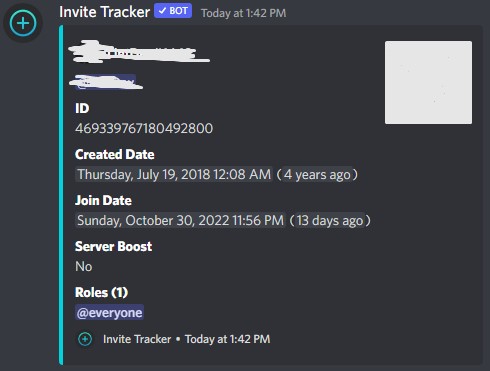 Invite Tracker BOT Today at 1:42 PM
ID
469339767180492800
Created Date
Thursday, July 19, 2018 12:08 AM (4 years ago)
Join Date
Sunday, October 30, 2022 11:56 PM (13 days ago)
Server Boost
No
Roles (1)
@everyone
Invite Tracker • Today at 1:42 PM